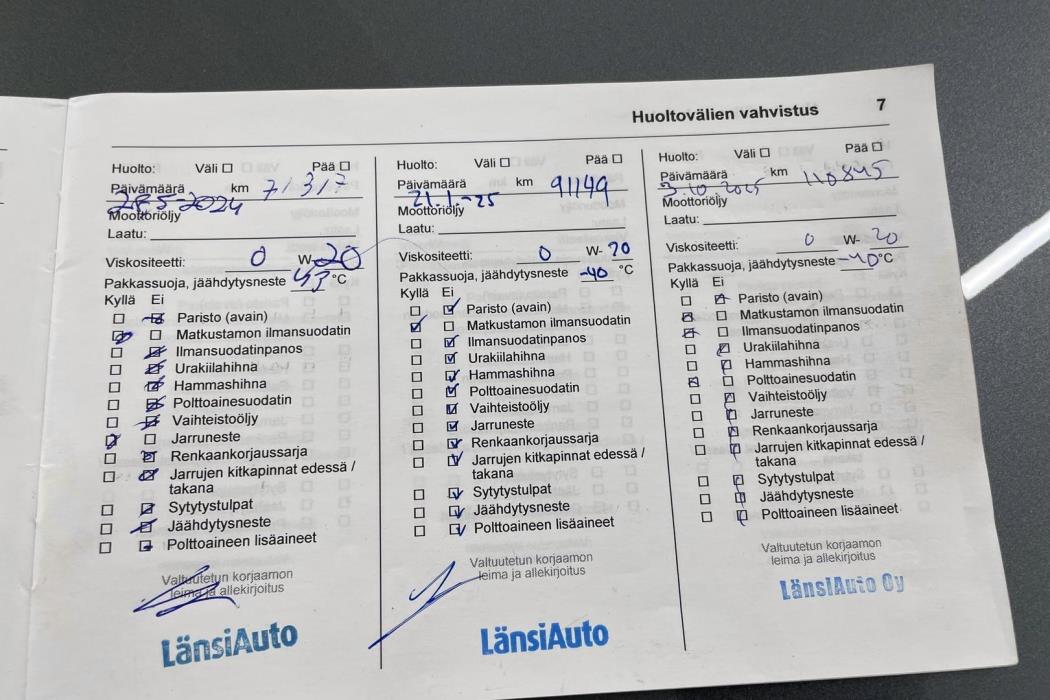 Huoltovälien vahvistus 7
Huolto: Väli Pää
Päivämäärä km 71317
28.5-2024
Moottoriöljy
Laatu:
Viskositeetti: 0 W- 20
Pakkassuoja, jäähdytysneste °C
Kyllä Ei
Paristo (avain)
Matkustamon ilmansuodatin
Ilmansuodatinpanos
Urakiilahihna
Hammashihna
Polttoainesuodatin
Vaihteistoöljy
Jarruneste
Renkaankorjaussarja
Jarrujen kitkapinnat edessä /
takana
Sytytystulpat
Jäähdytysneste
Polttoaineen lisäaineet
Valtuutetun korjaamon
leima ja allekirjoitus
LänsiAuto
Huolto: Väli Pää
Päivämäärä km 91149
21.1.-25
Moottoriöljy
Laatu:
Viskositeetti: 0 W- 20
Pakkassuoja, jäähdytysneste -40 °C
Kyllä Ei
Paristo (avain)
Matkustamon ilmansuodatin
Ilmansuodatinpanos
Urakiilahihna
Hammashihna
Polttoainesuodatin
Vaihteistoöljy
Jarruneste
Renkaankorjaussarja
Jarrujen kitkapinnat edessä /
takana
Sytytystulpat
Jäähdytysneste
Polttoaineen lisäaineet
Valtuutetun korjaamon
leima ja allekirjoitus
LänsiAuto
Huolto: Väli Pää
Päivämäärä km 110845
3.10 2025
Moottoriöljy
Laatu:
Viskositeetti: 0 W- 20
Pakkassuoja, jäähdytysneste -40°C
Kyllä Ei
Paristo (avain)
Matkustamon ilmansuodatin
Ilmansuodatinpanos
Urakiilahihna
Hammashihna
Polttoainesuodatin
Vaihteistoöljy
Jarruneste
Renkaankorjaussarja
Jarrujen kitkapinnat edessä /
takana
Sytytystulpat
Jäähdytysneste
Polttoaineen lisäaineet
Valtuutetun korjaamon
leima ja allekirjoitus
LänsiAuto Oy